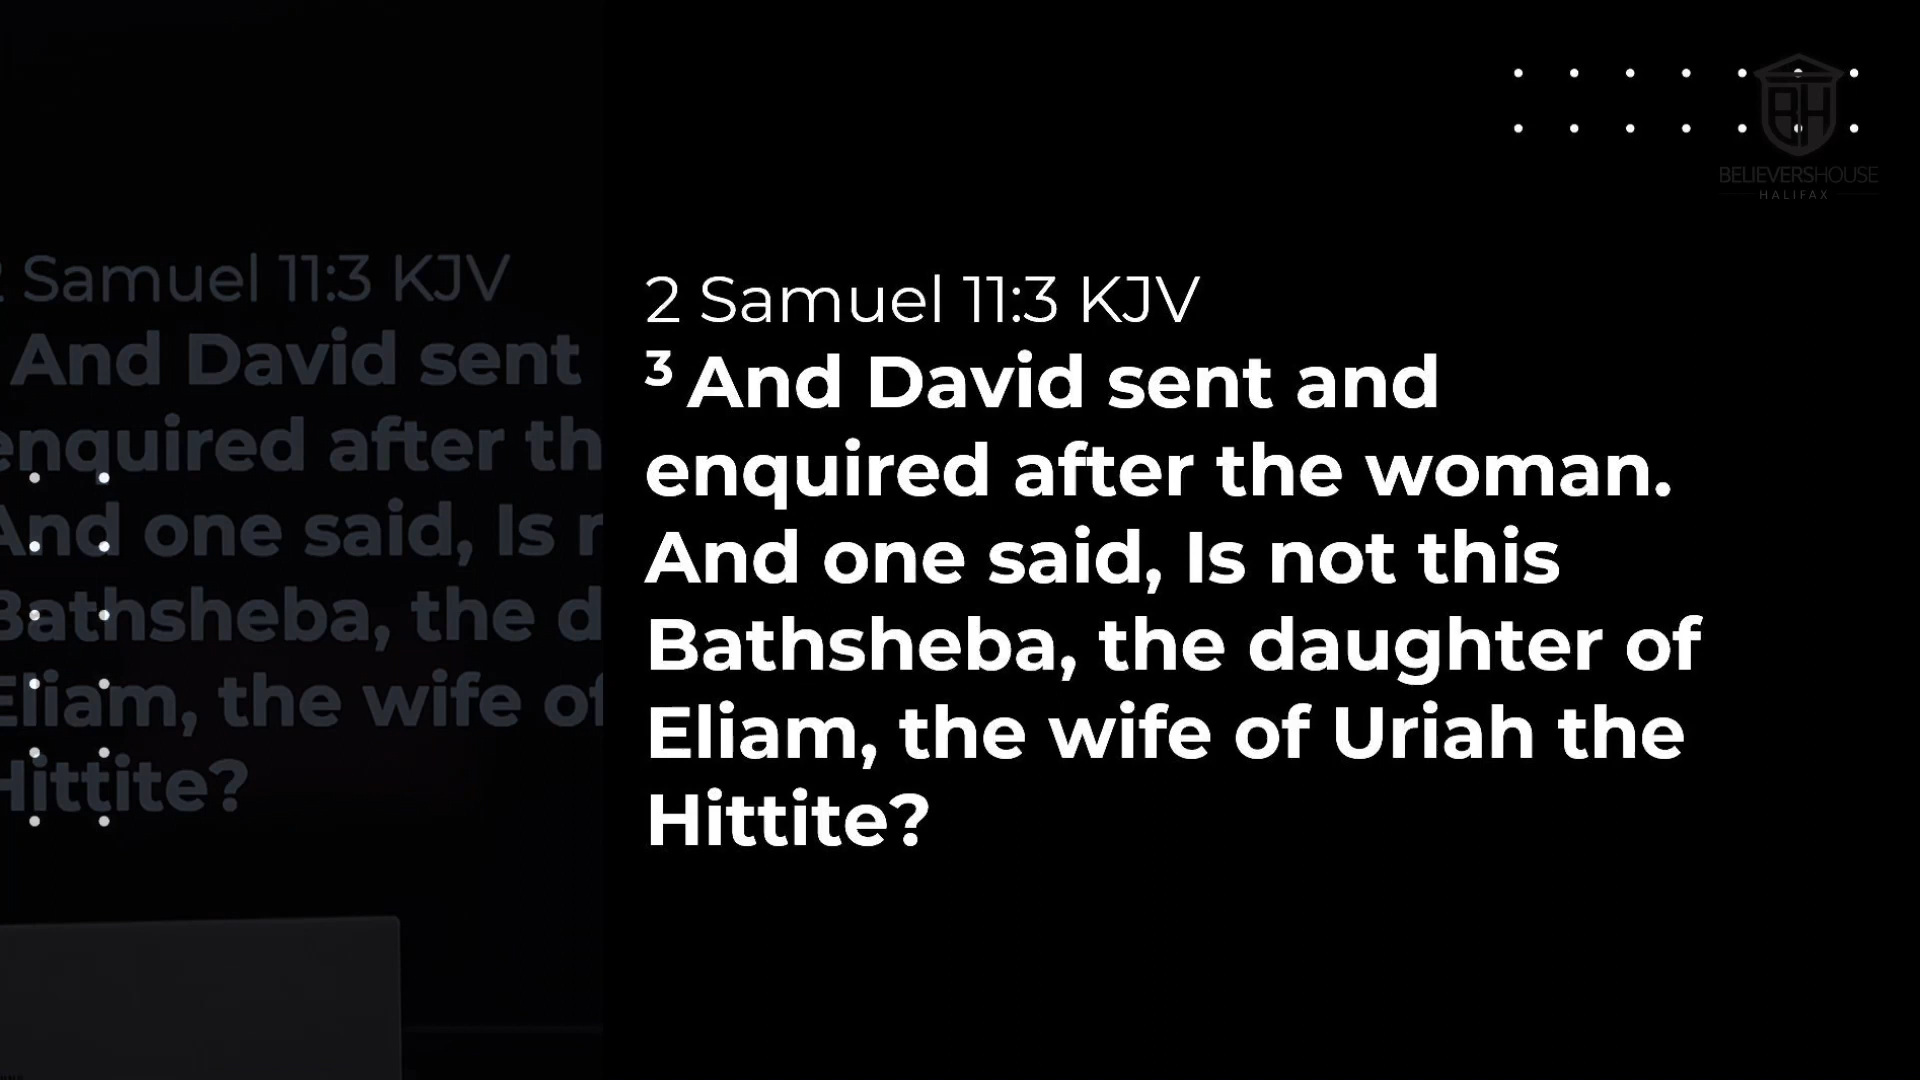 2 Samuel 11:3 KJV
3 And David sent and
enquired after the woman.
And one said, Is not this
Bathsheba, the daughter of
Eliam, the wife of Uriah the
Hittite?
BELIEVERSHOUSE
HALIFAX
BH
Samuel 11:3 KJV
And David sent
enquired after th
And one said, Is n
Bathsheba, the d
Eliam, the wife of
Hittite?